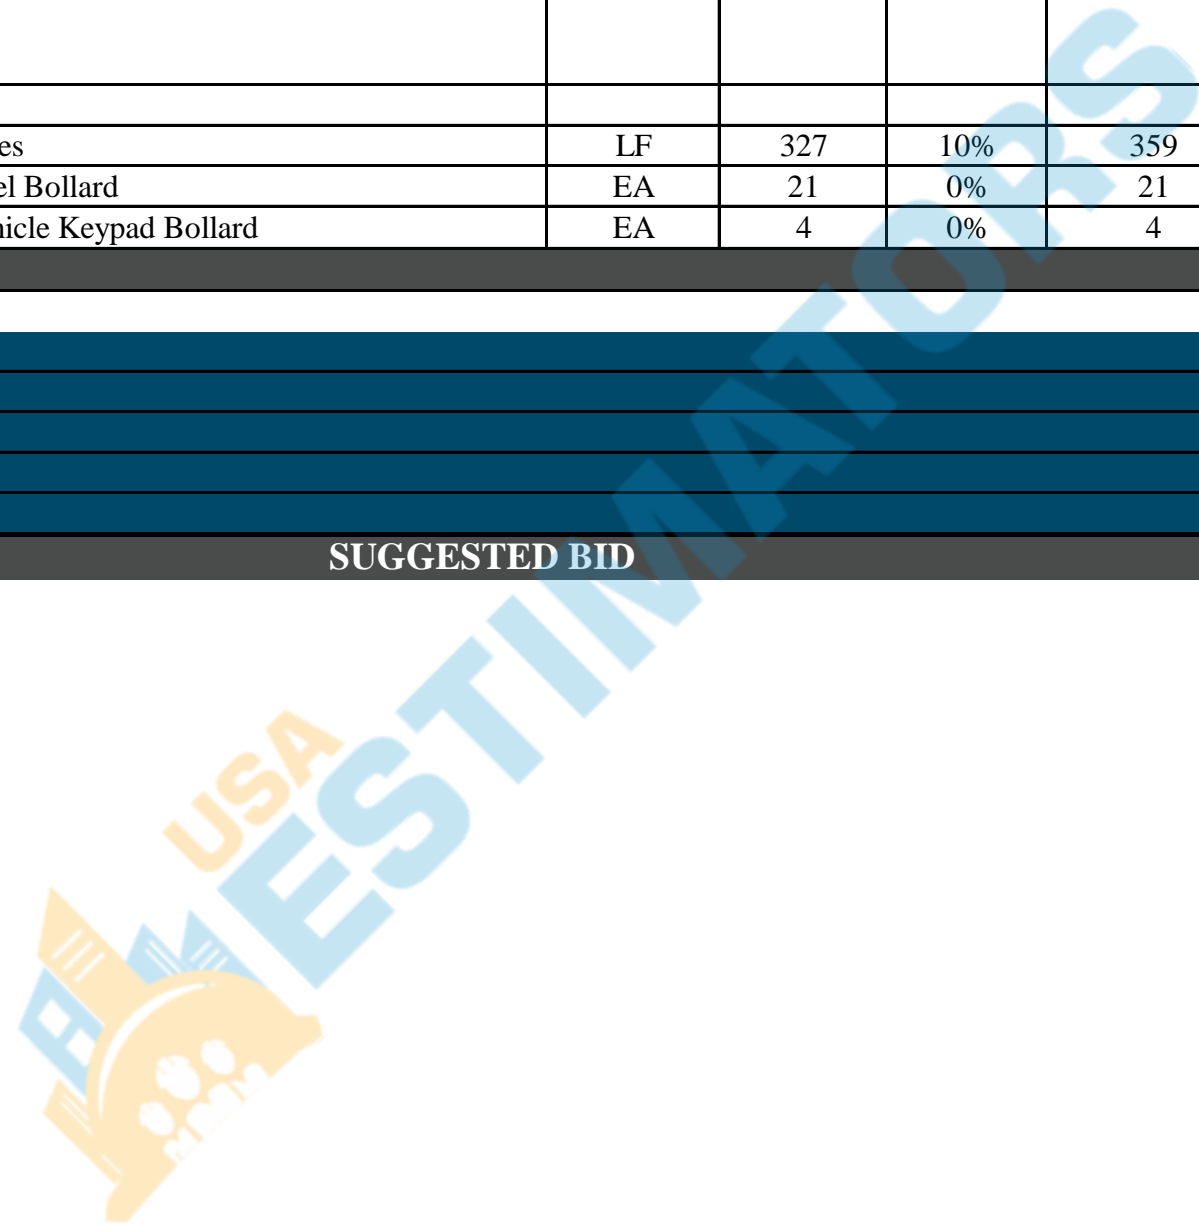 es LF 327 10% 359
el Bollard EA 21 0% 21
nicle Keypad Bollard EA 4 0% 4
SUGGESTED BID
USA
ESTIMATORS